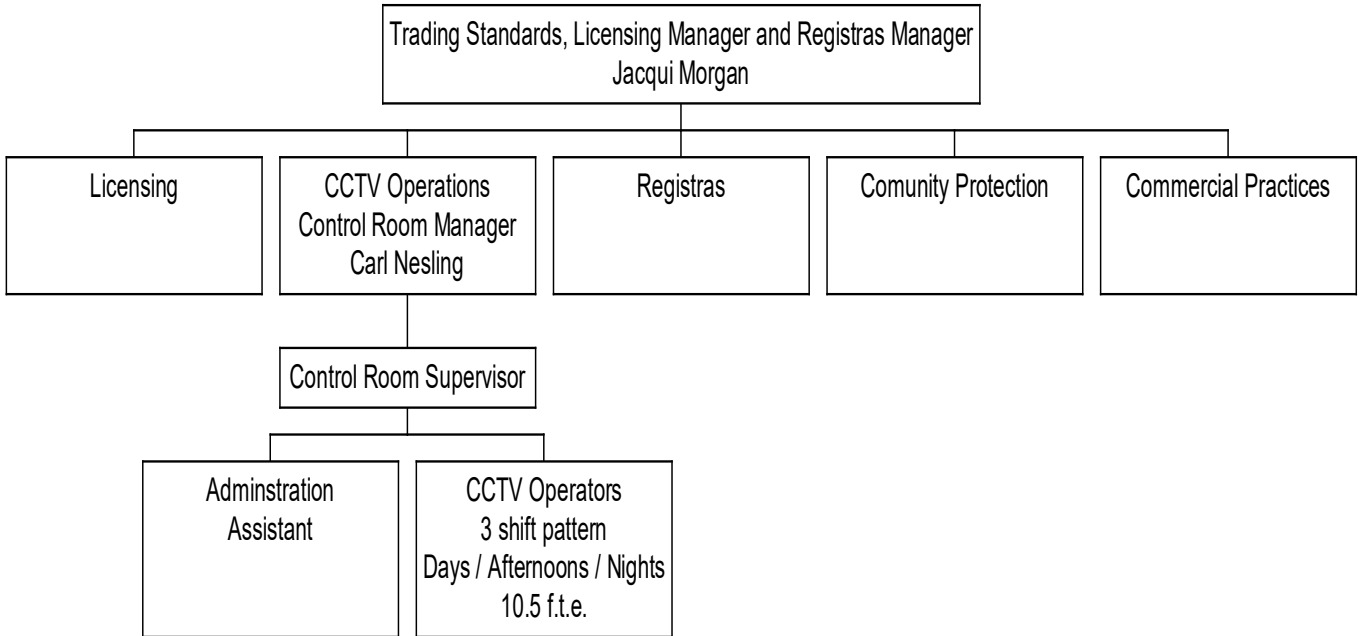 Trading Standards, Licensing Manager and Registras Manager
Jacqui Morgan
Licensing
CCTV Operations
Control Room Manager
Carl Nesling
Registras
Comunity Protection
Commercial Practices
Control Room Supervisor
Adminstration
Assistant
CCTV Operators
3 shift pattern
Days / Afternoons / Nights
10.5 f.t.e.